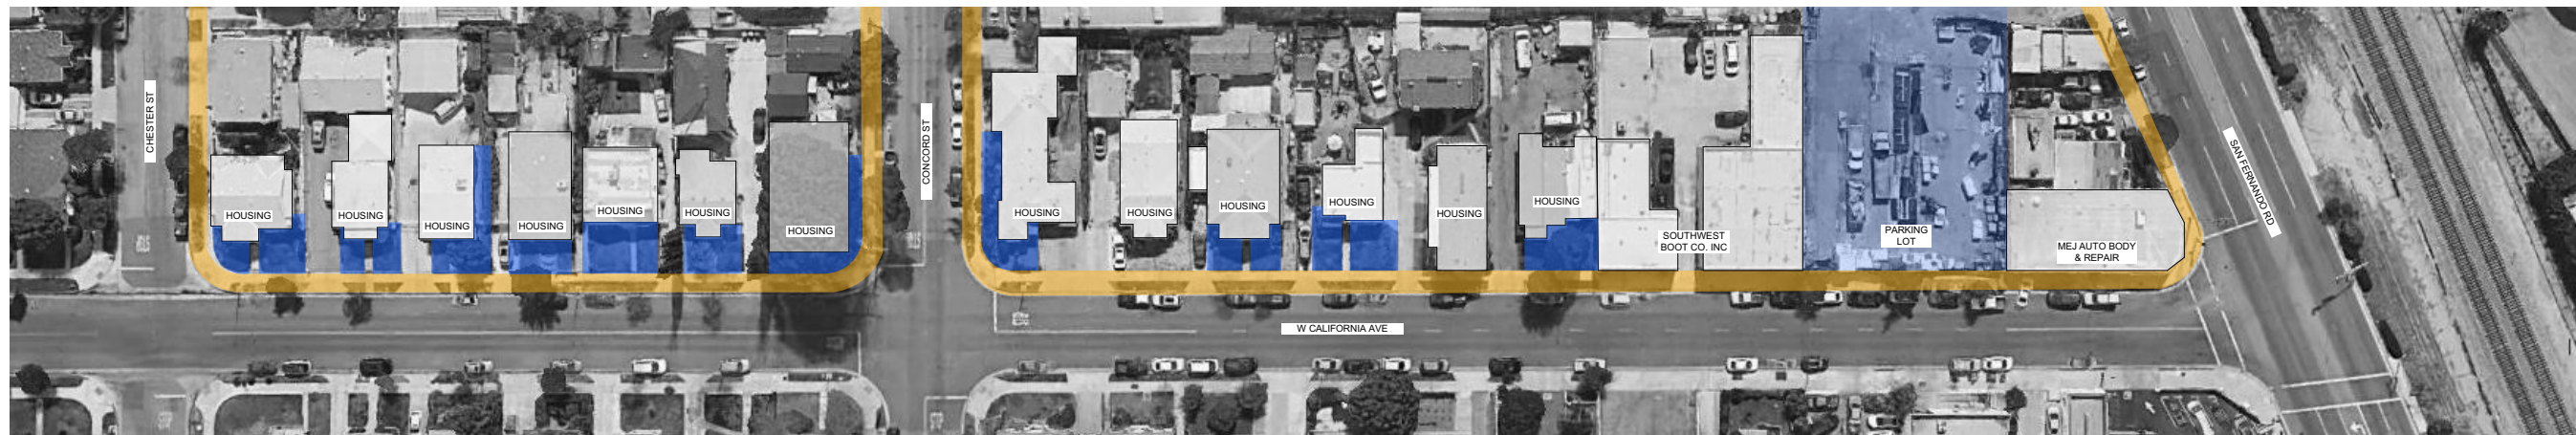 CHESTER ST
HOUSING
HOUSING
HOUSING
HOUSING
HOUSING
HOUSING
HOUSING
CONCORD ST
HOUSING
HOUSING
HOUSING
HOUSING
HOUSING
HOUSING
SOUTHWEST
BOOT CO. INC
PARKING
LOT
MEJ AUTO BODY
& REPAIR
SAN FERNANDO RD
W CALIFORNIA AVE